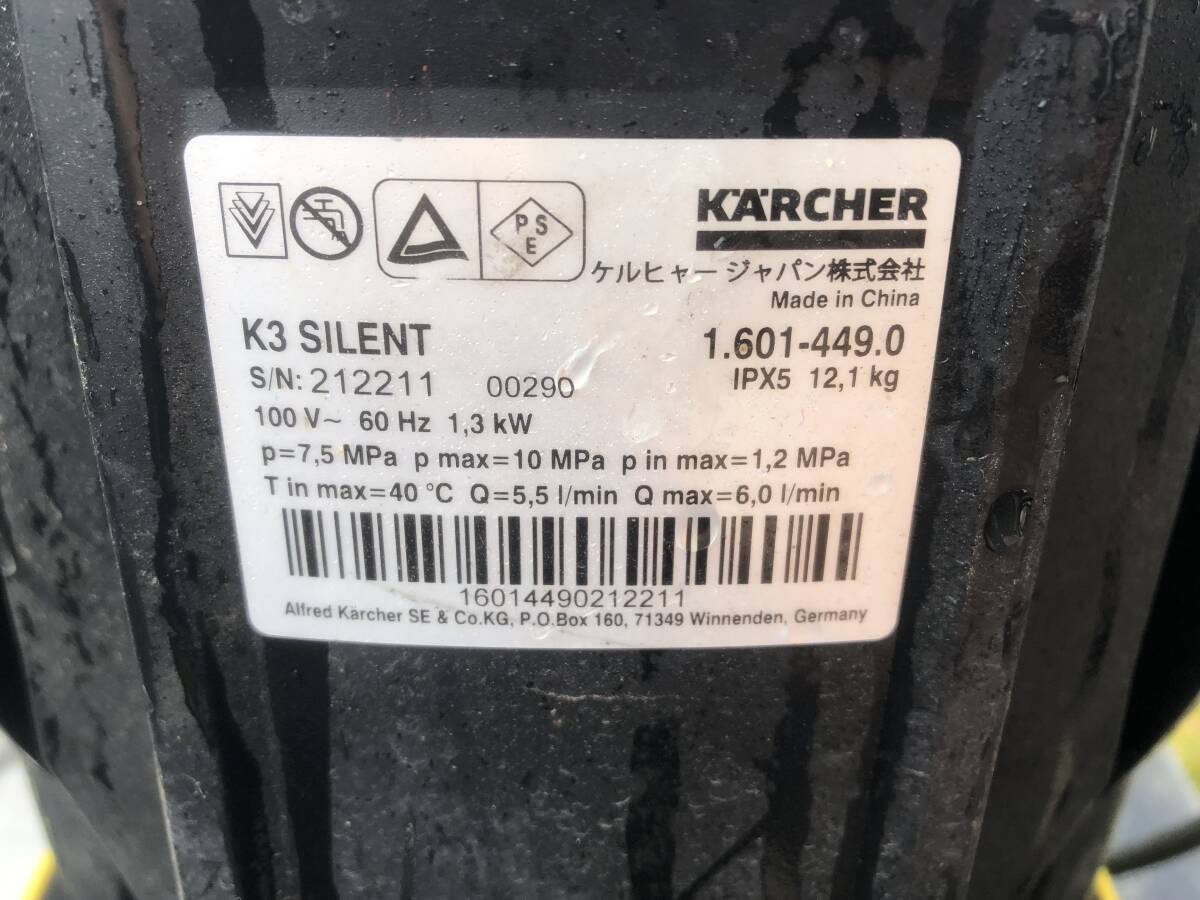 PS
E
KÄRCHER
ケルヒャー ジャパン株式会社
Made in China
K3 SILENT 1.601-449.0
S/N: 212211 00290 IPX5 12,1 kg
100 V~ 60 Hz 1,3 kW
p=7,5 MPa p max=10 MPa p in max=1,2 MPa
T in max=40 °C Q=5,5 l/min Q max=6,0 l/min
16014490212211
Alfred Kärcher SE & Co.KG, P.O.Box 160, 71349 Winnenden, Germany